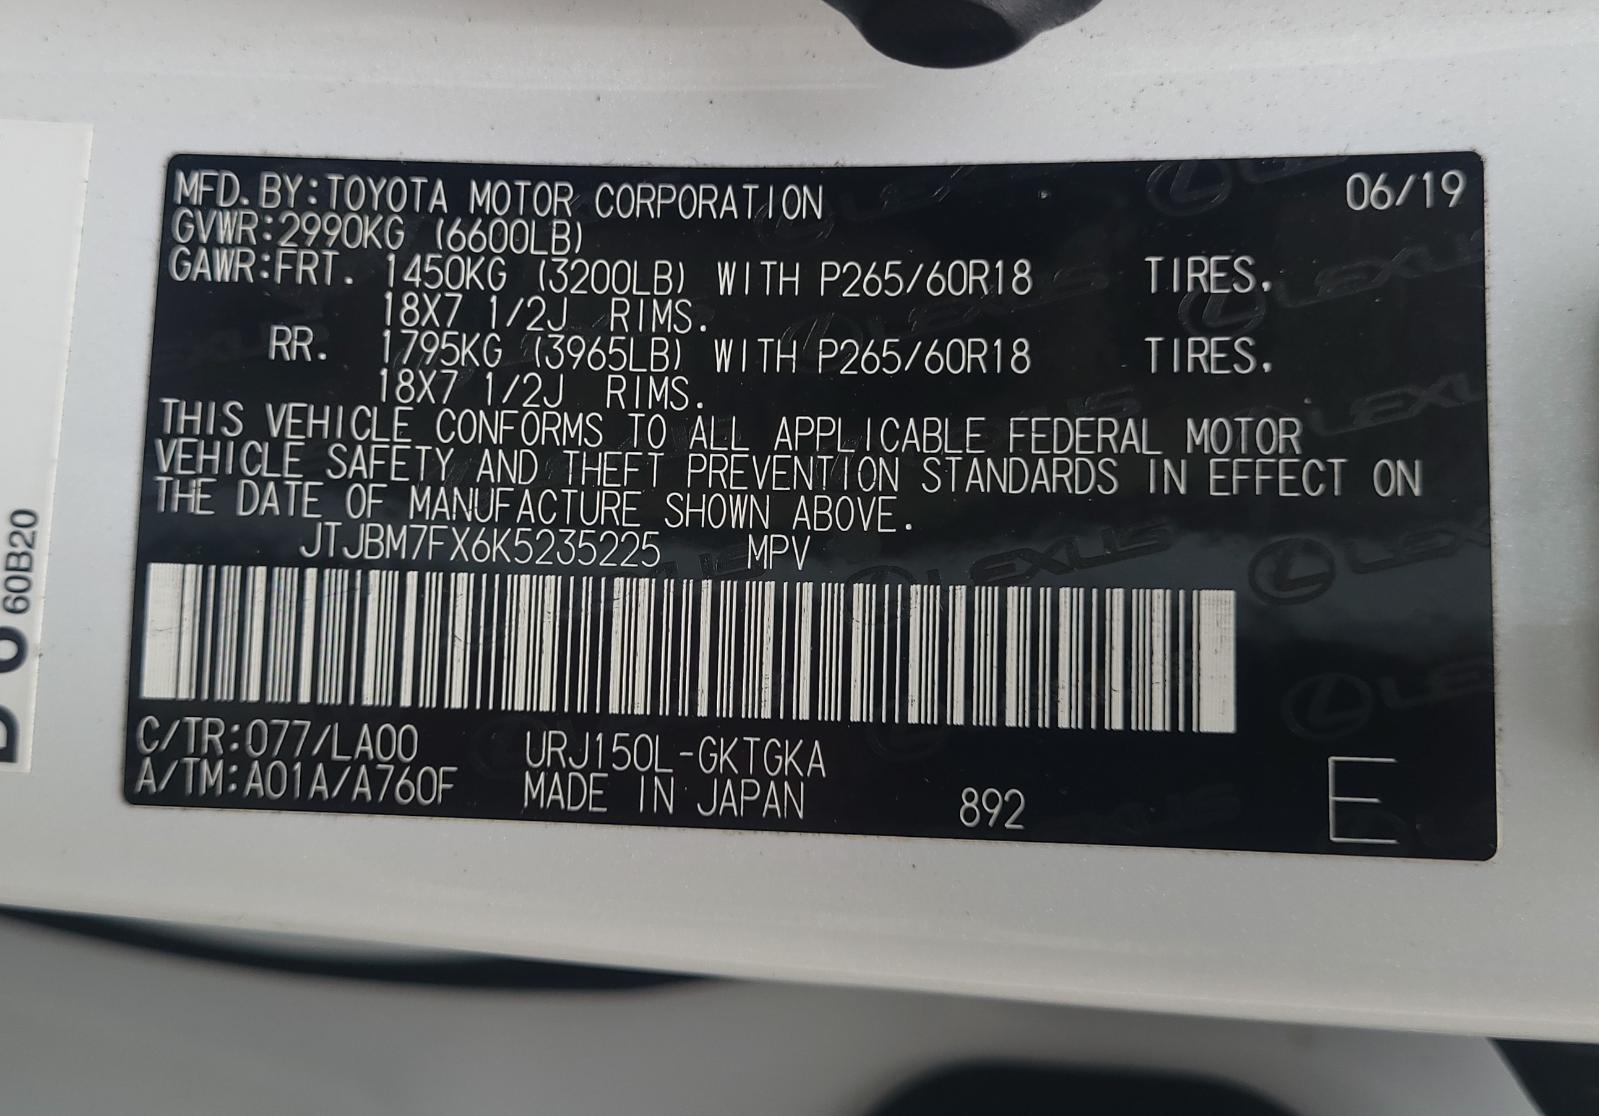 MFD. BY: TOYOTA MOTOR CORPORATION 06/19
GVWR: 2990KG (6600LB)
GAWR: FRT. 1450KG (3200LB) WITH P265/60R18 TIRES.
18X7 1/2J RIMS.
RR. 1795KG (3965LB) WITH P265/60R18 TIRES.
18X7 1/2J RIMS.
THIS VEHICLE CONFORMS TO ALL APPLICABLE FEDERAL MOTOR
VEHICLE SAFETY AND THEFT PREVENTION STANDARDS IN EFFECT ON
THE DATE OF MANUFACTURE SHOWN ABOVE.
JTJBM7FX6K5235225 MPV
C/TR: 077/LA00 URJ150L-GKTGKA
A/TM: A01A/A760F MADE IN JAPAN 892 E
60B20
LEXUS